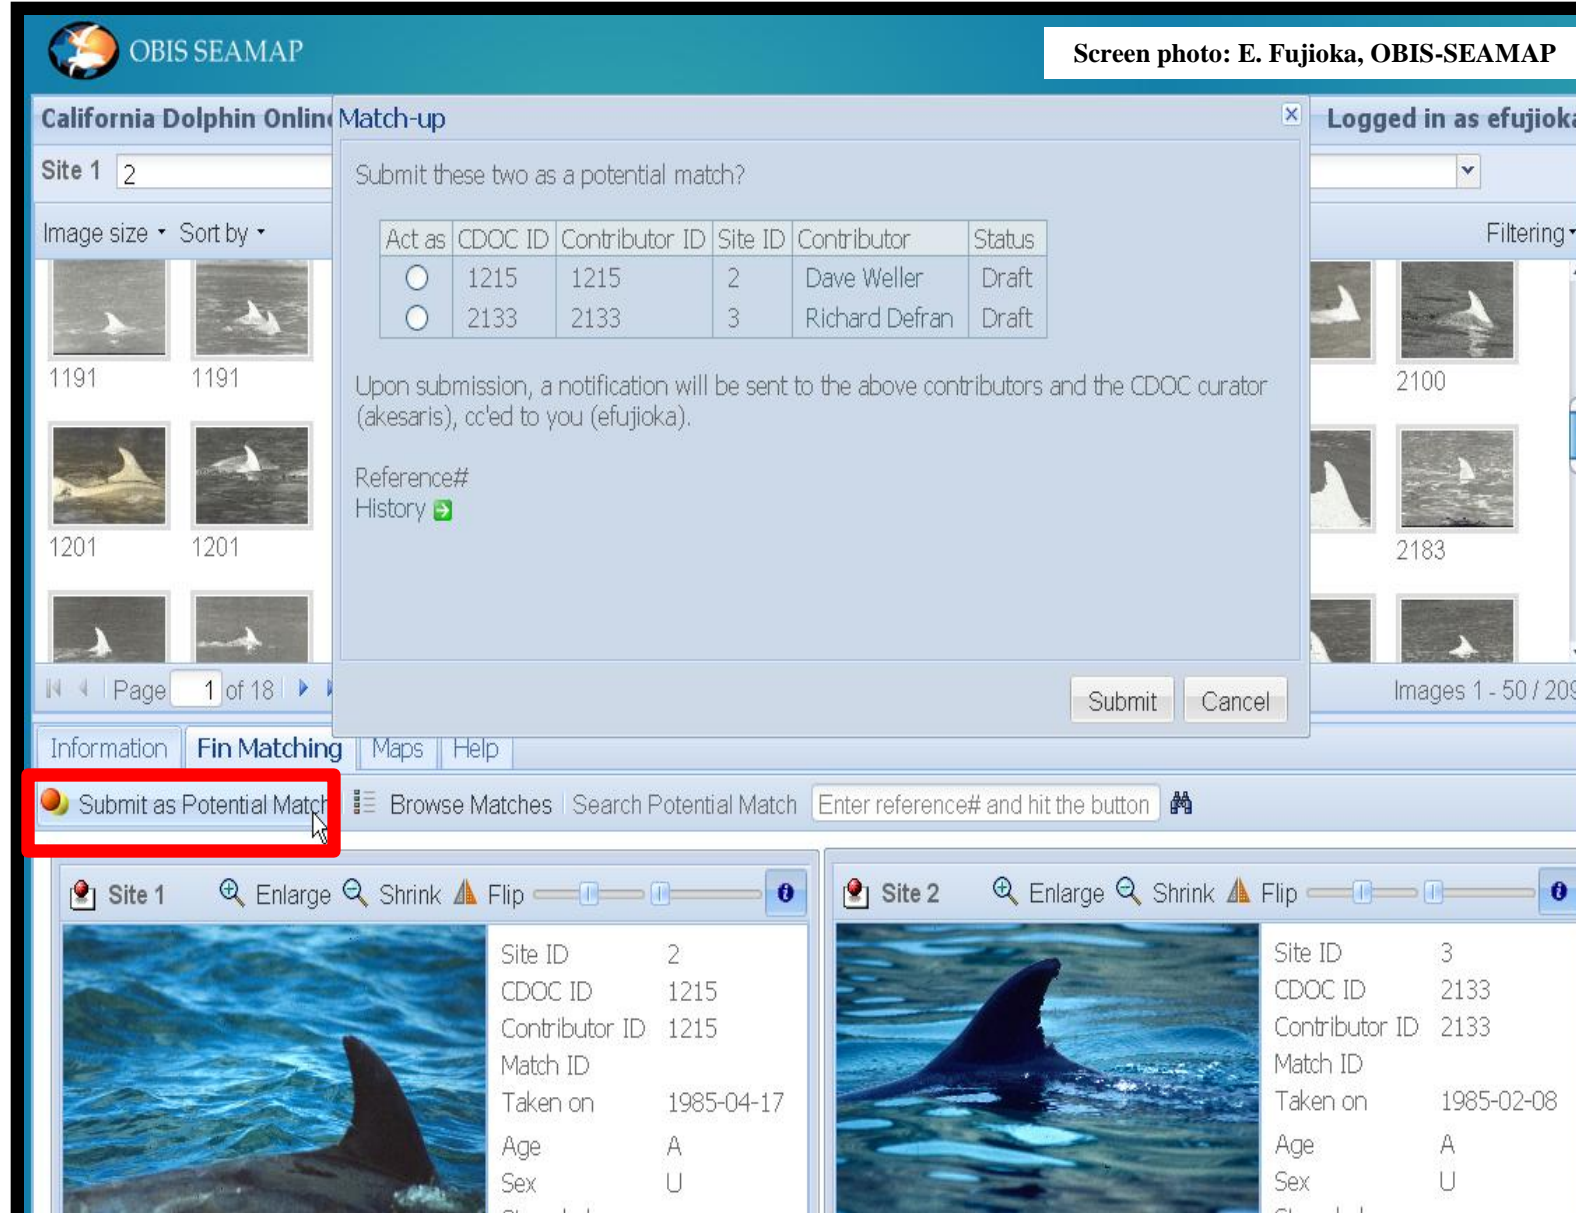 OBIS SEAMAP
Screen photo: E. Fujioka, OBIS-SEAMAP
California Dolphin Online
Match-up
Logged in as efujioka
Site 1 2
Submit these two as a potential match?
Image size Sort by
Filtering
Act as CDOC ID Contributor ID Site ID Contributor Status
1215 1215 2 Dave Weller Draft
2133 2133 3 Richard Defran Draft
1191 1191
2100
Upon submission, a notification will be sent to the above contributors and the CDOC curator
(akesaris), cc'ed to you (efujioka).
Reference#
History
1201 1201
2183
Page 1 of 18
Submit Cancel
Images 1 - 50 / 209
Information Fin Matching Maps Help
Submit as Potential Match Browse Matches Search Potential Match Enter reference# and hit the button
Site 1 Enlarge Shrink Flip
Site ID 2
CDOC ID 1215
Contributor ID 1215
Match ID
Taken on 1985-04-17
Age A
Sex U
Site 2 Enlarge Shrink Flip
Site ID 3
CDOC ID 2133
Contributor ID 2133
Match ID
Taken on 1985-02-08
Age A
Sex U